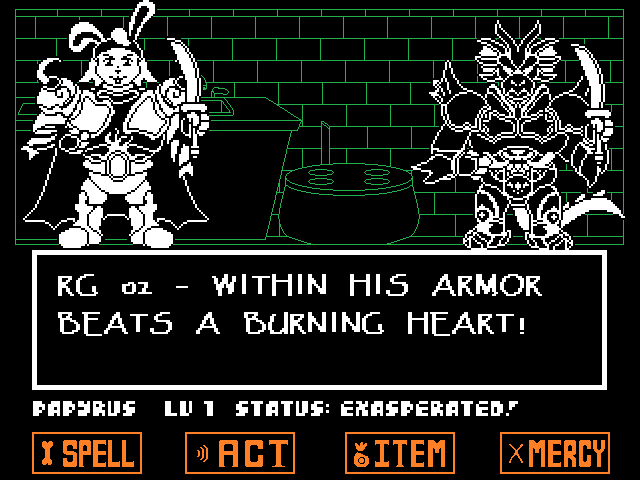 RG 02 - WITHIN HIS ARMOR
BEATS A BURNING HEART!
PAPYRUS LV 1 STATUS: EXASPERATED!
SPELL ACT ITEM MERCY